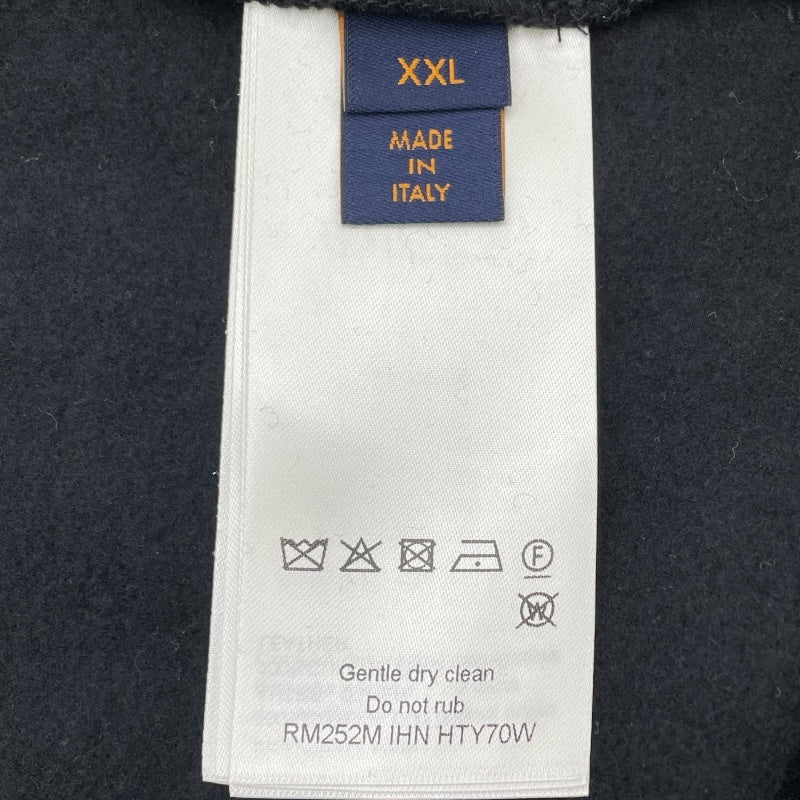 XXL
MADE
IN
ITALY
F
W
Gentle dry clean
Do not rub
RM252M IHN HTY70W